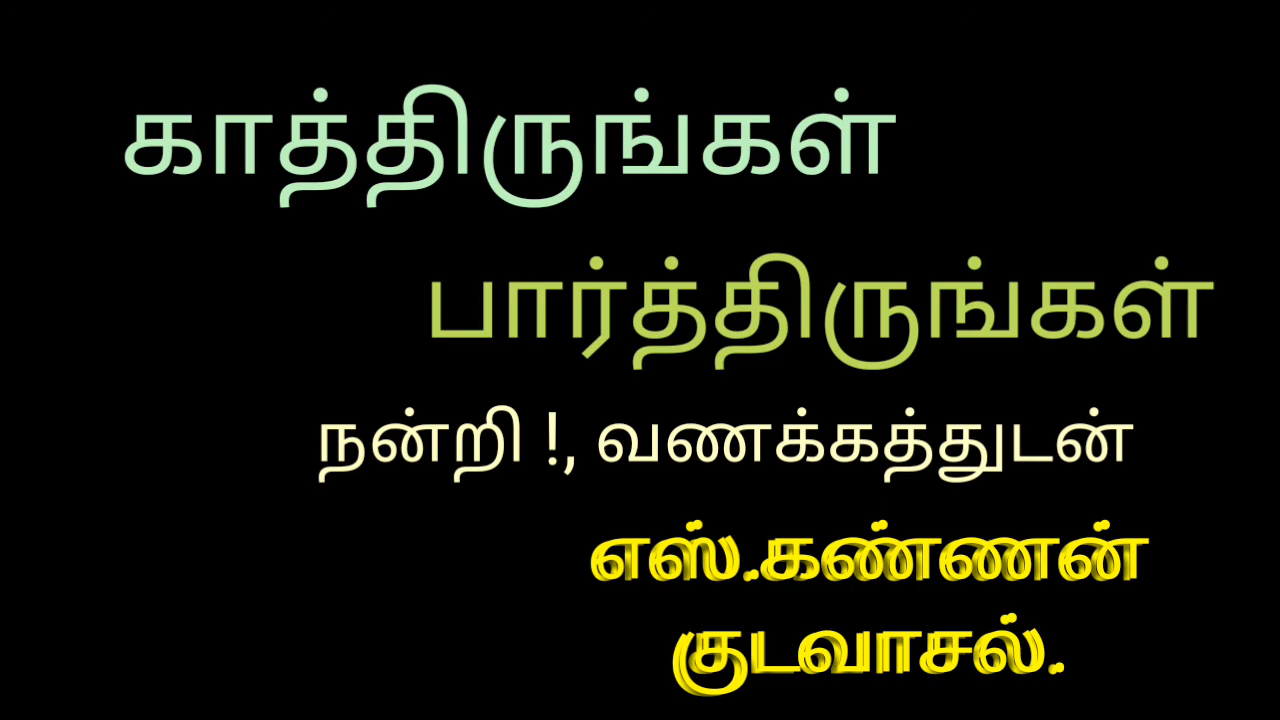 காத்திருங்கள்
பார்த்திருங்கள்
நன்றி !, வணக்கத்துடன்
எஸ்.கண்ணன்
குடவாசல்.